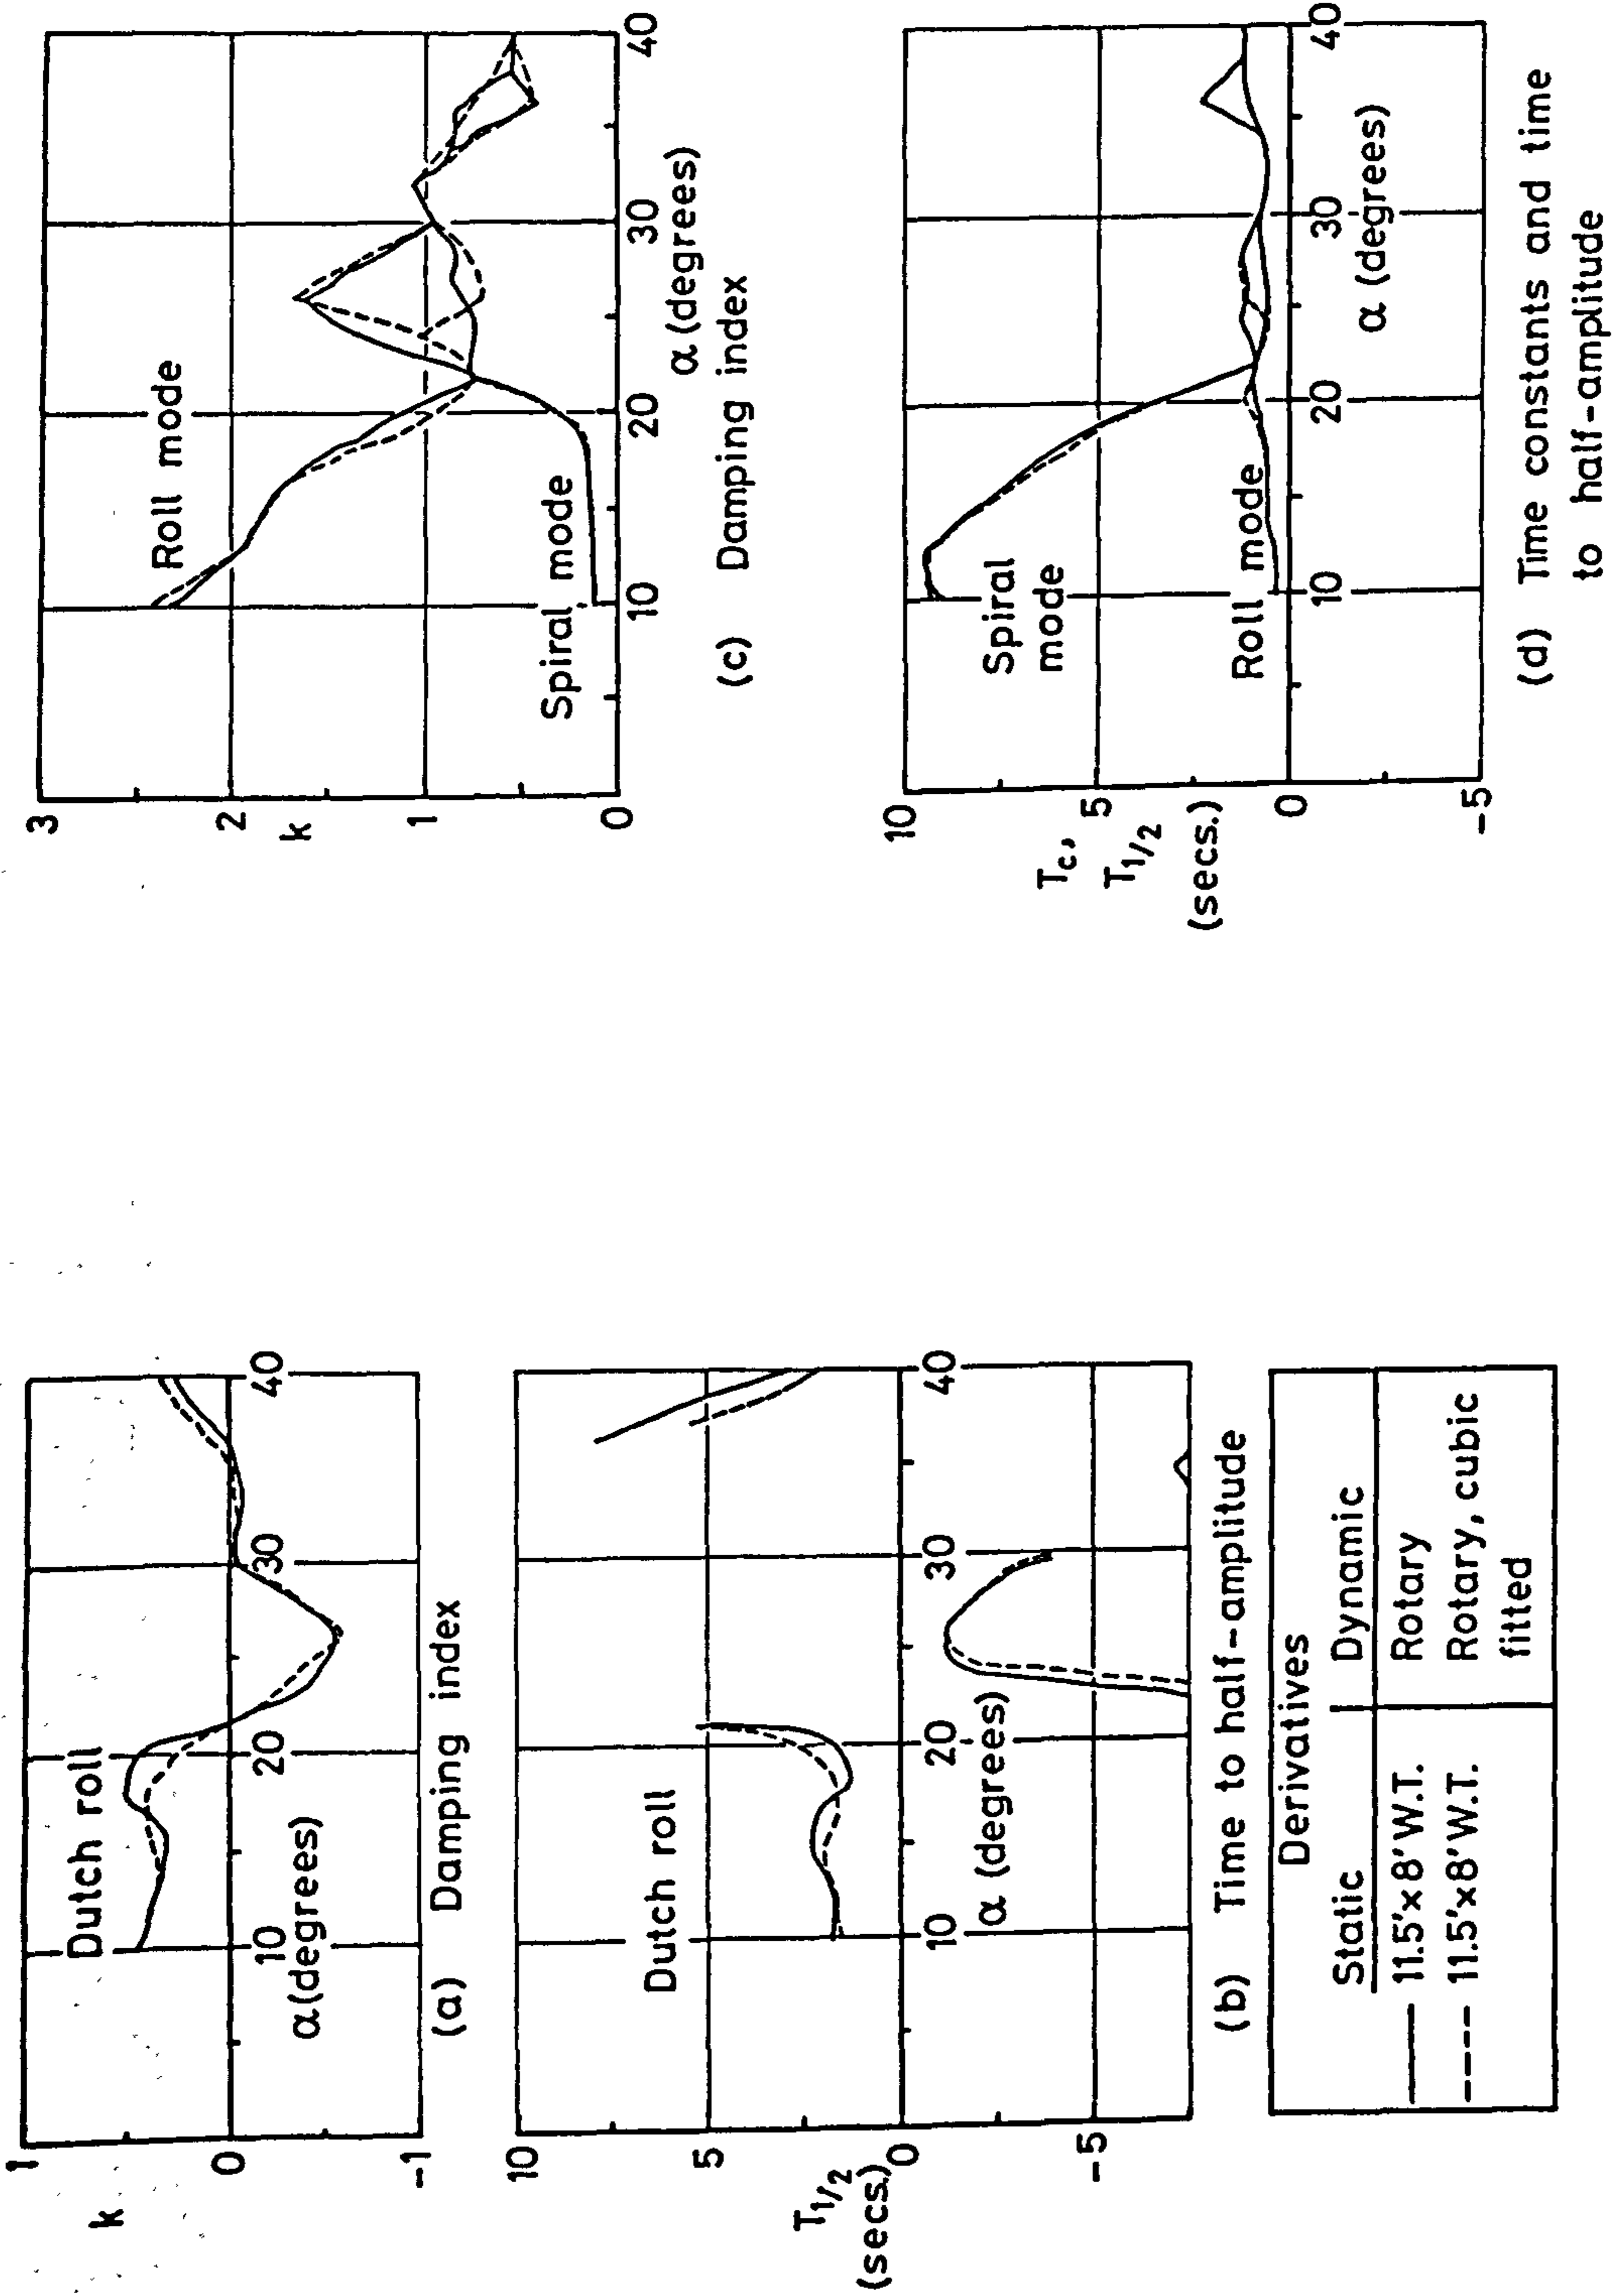 1
k
0
-1
Dutch roll
10
20
30
40
α (degrees)
(a) Damping index
10
5
T1/2
(secs.)
0
-5
Dutch roll
10
20
30
40
α (degrees)
(b) Time to half-amplitude
Derivatives
Static Dynamic
11.5'x8' W.T. Rotary
11.5'x8' W.T. Rotary, cubic
fitted
3
2
k
1
0
Roll mode
Spiral mode
10
20
30
40
α (degrees)
(c) Damping index
10
Tc,
5
T1/2
(secs.)
0
-5
Spiral
mode
Roll mode
10
20
30
40
α (degrees)
(d) Time constants and time
to half-amplitude